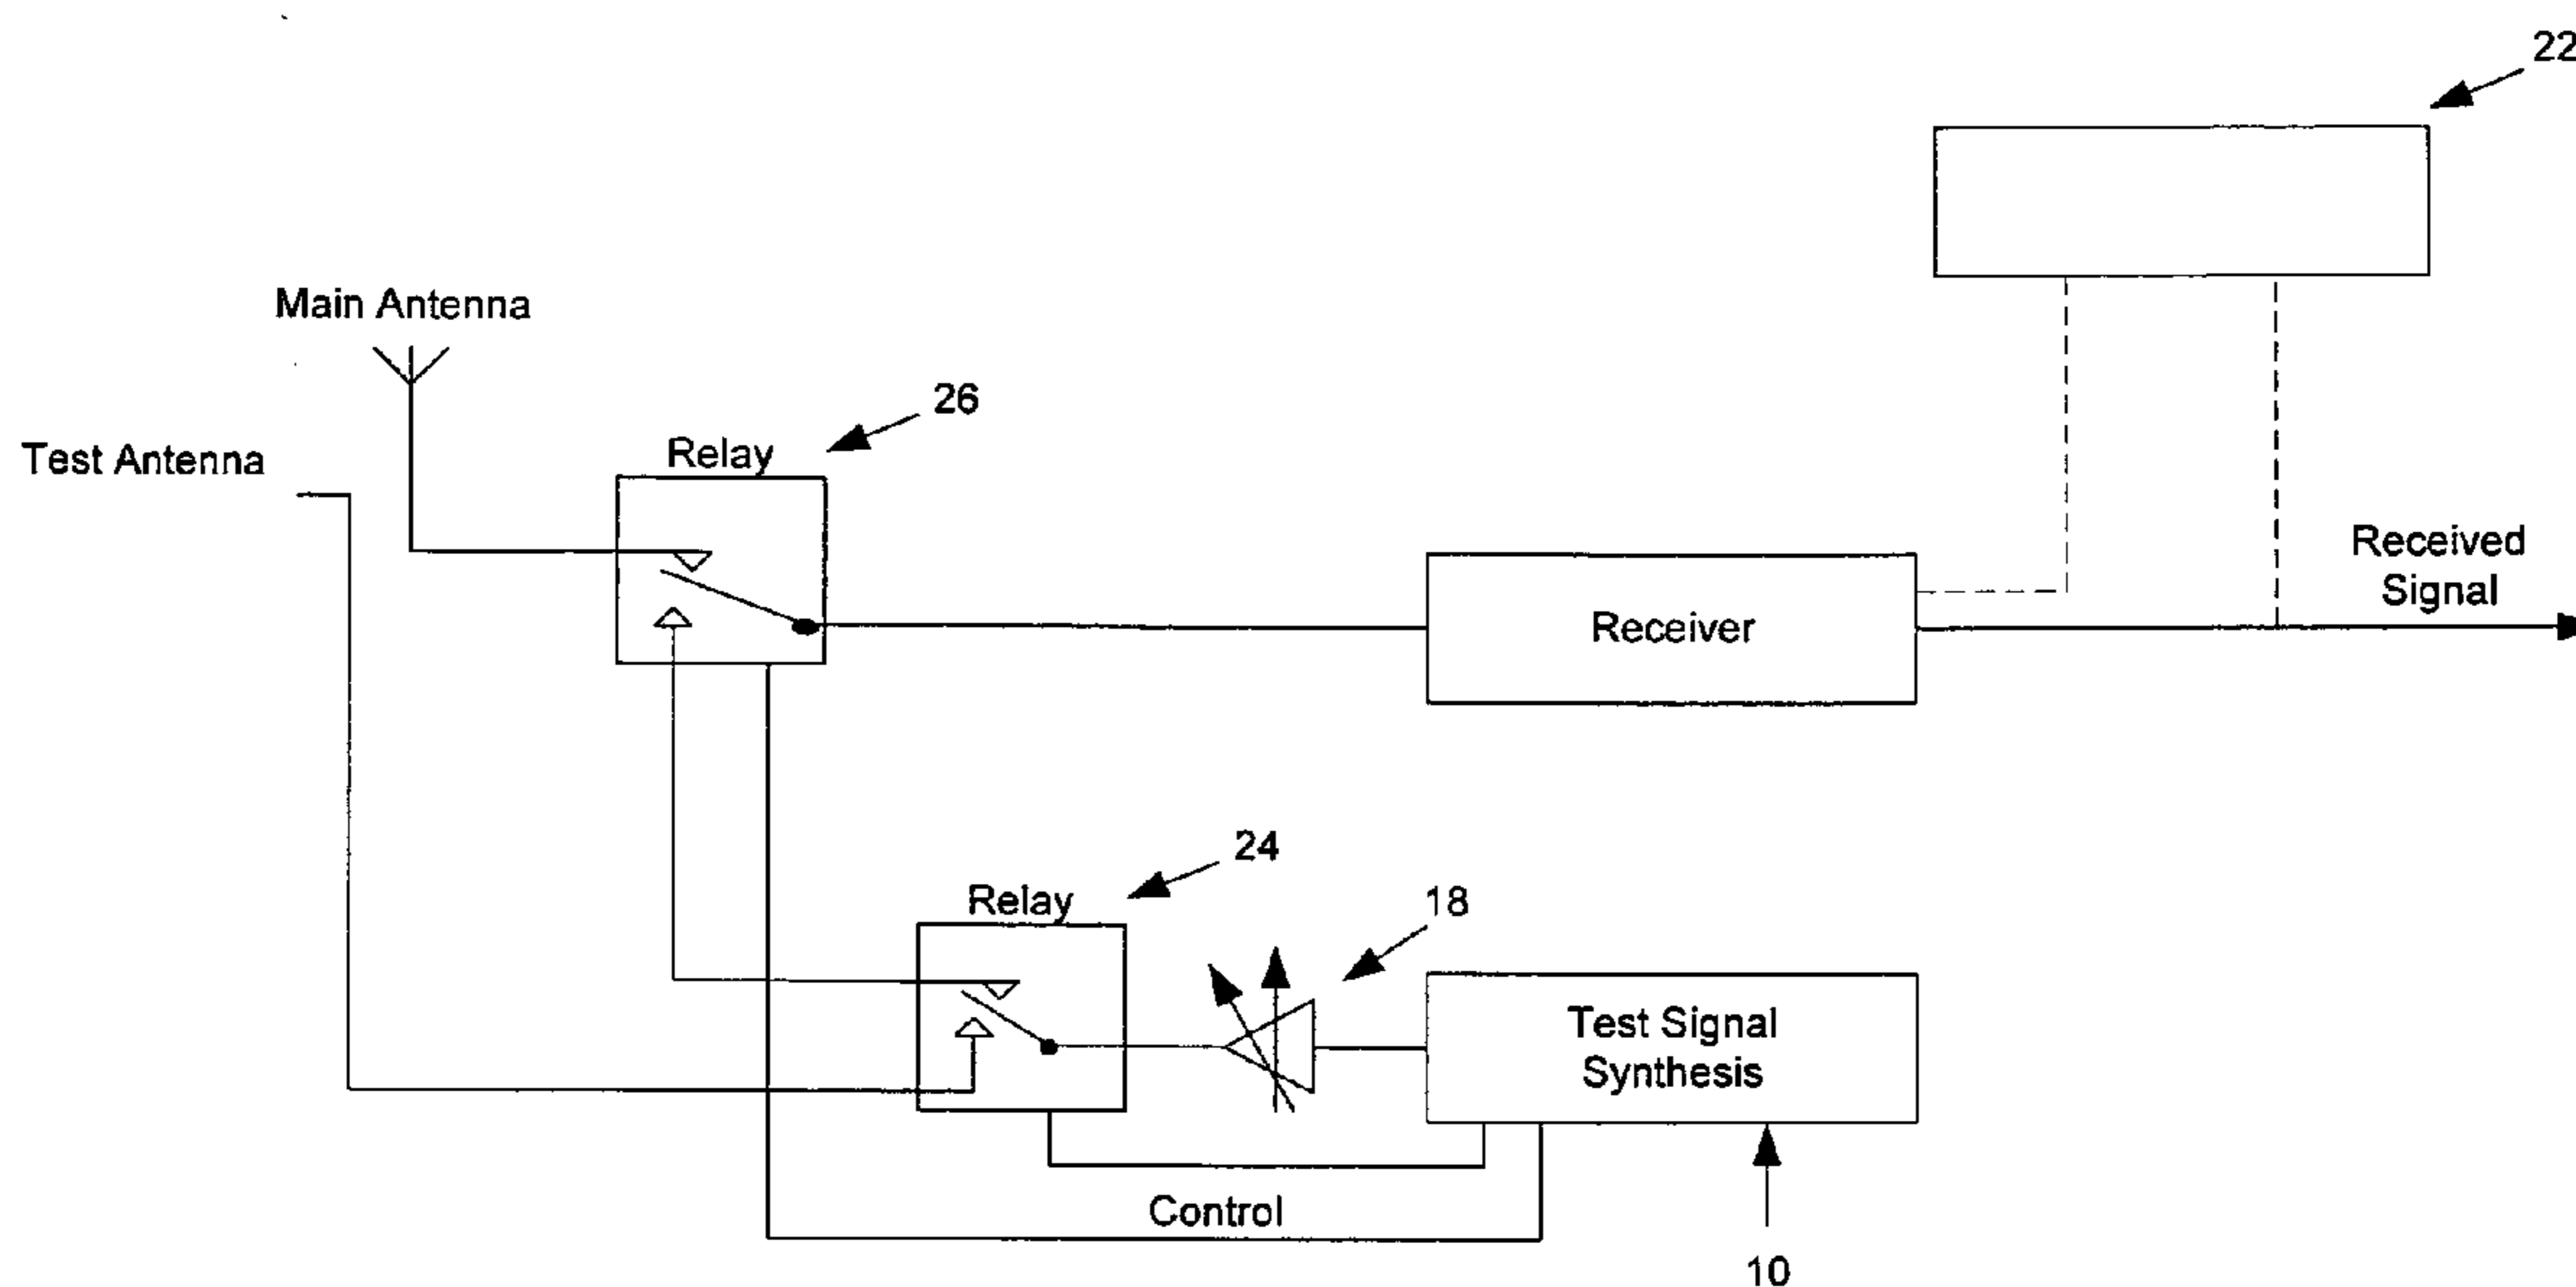 22
Main Antenna
26
Test Antenna
Relay
Received
Signal
Receiver
24
Relay
18
Test Signal
Synthesis
Control
10